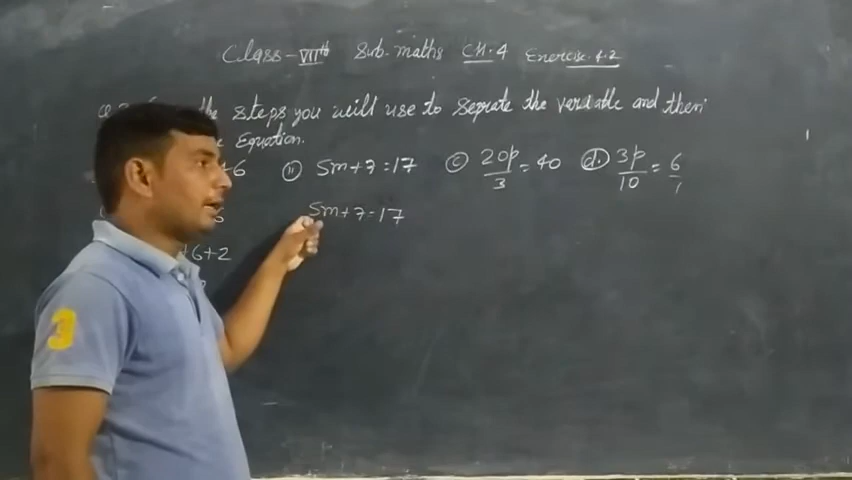 Class-VIIth Sub. maths CH.4 Exercise 4.2
the steps you will use to seprate the variable and then
Equation.
+6 (ii) 5m+7=17 (c) 20p/3 = 40 (d.) 3p/10 = 6/1
5m+7=17
+6+2
3